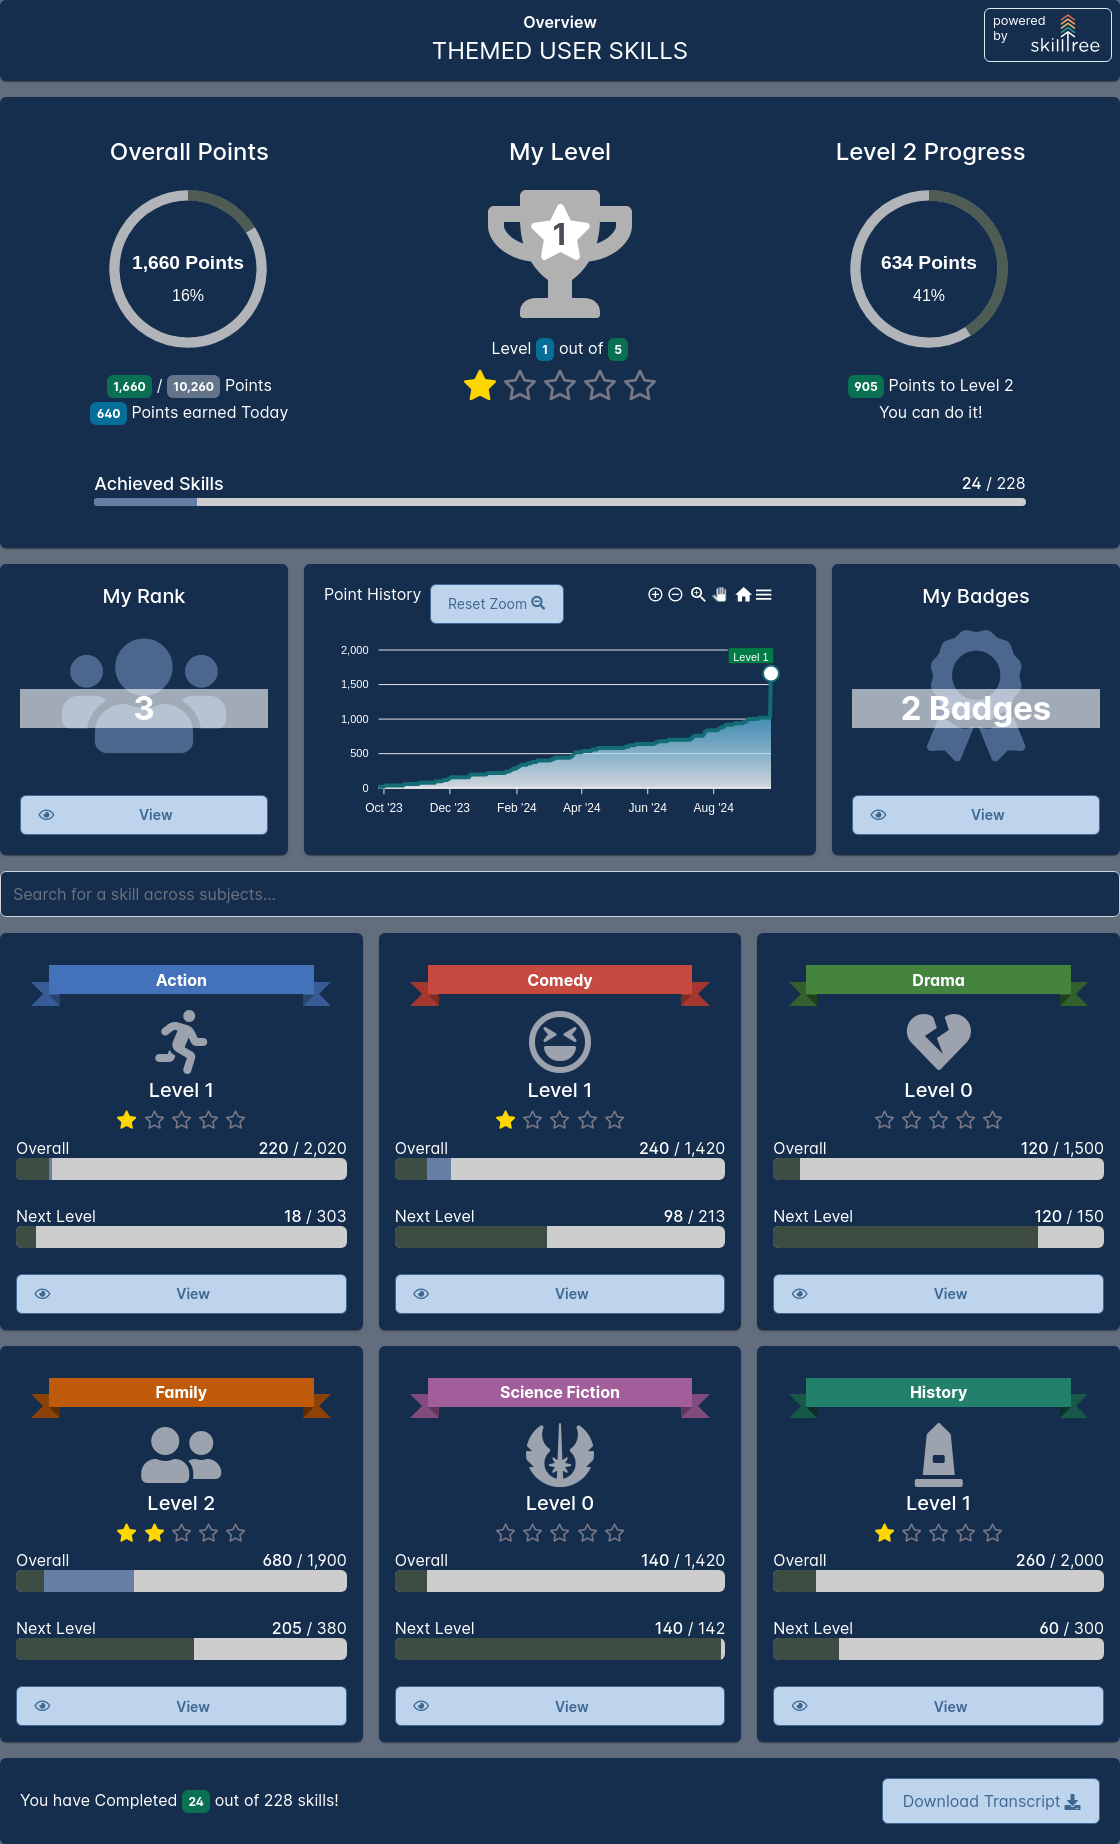 Overview
THEMED USER SKILLS
powered by
skilltree
Overall Points
1,660 Points
16%
1,660 / 10,260 Points
640 Points earned Today
My Level
1
Level 1 out of 5
Level 2 Progress
634 Points
41%
905 Points to Level 2
You can do it!
Achieved Skills
24 / 228
My Rank
3
View
Point History
Reset Zoom
2,000
1,500
1,000
500
0
Level 1
Oct '23
Dec '23
Feb '24
Apr '24
Jun '24
Aug '24
My Badges
2 Badges
View
Search for a skill across subjects...
Action
Level 1
Overall
220 / 2,020
Next Level
18 / 303
View
Comedy
Level 1
Overall
240 / 1,420
Next Level
98 / 213
View
Drama
Level 0
Overall
120 / 1,500
Next Level
120 / 150
View
Family
Level 2
Overall
680 / 1,900
Next Level
205 / 380
View
Science Fiction
Level 0
Overall
140 / 1,420
Next Level
140 / 142
View
History
Level 1
Overall
260 / 2,000
Next Level
60 / 300
View
You have Completed 24 out of 228 skills!
Download Transcript